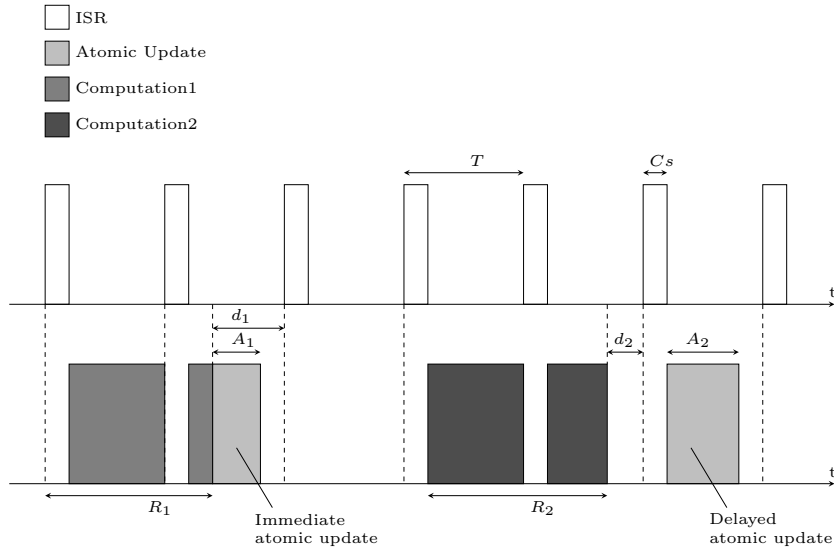 ISR
Atomic Update
Computation1
Computation2
T
Cs
t
d1
A1
d2
A2
t
R1
R2
Immediate
atomic update
Delayed
atomic update